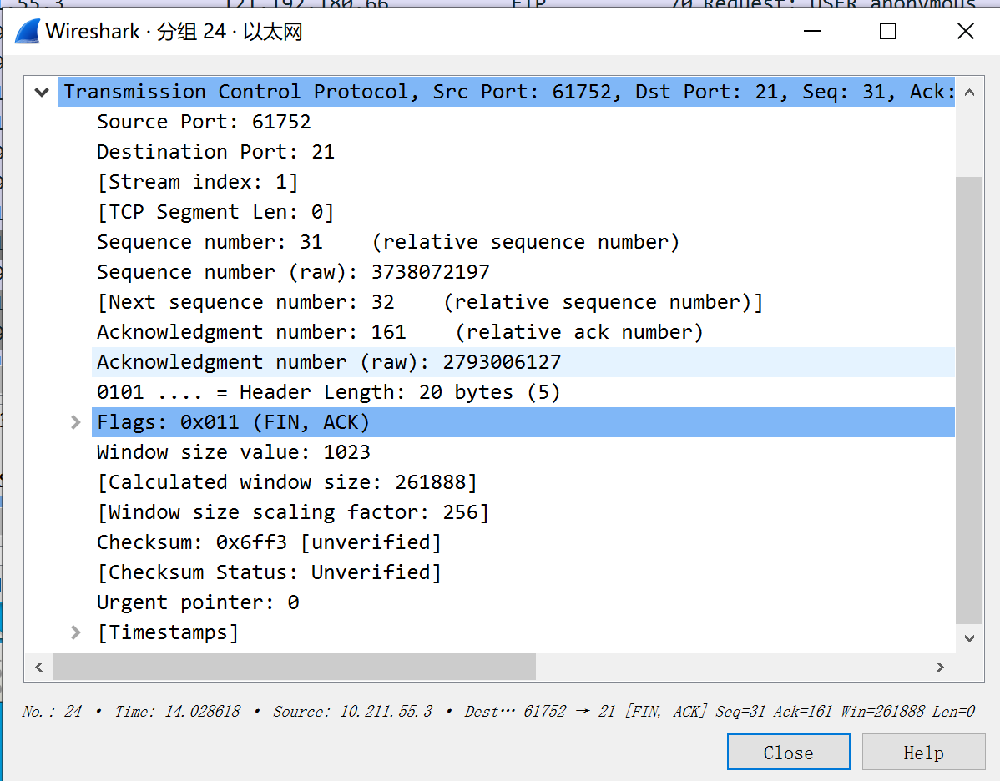 .55.3 121.192.180.66 FTP 70 Request: USER anonymous
Wireshark · 分组 24 · 以太网
Transmission Control Protocol, Src Port: 61752, Dst Port: 21, Seq: 31, Ack:
Source Port: 61752
Destination Port: 21
[Stream index: 1]
[TCP Segment Len: 0]
Sequence number: 31    (relative sequence number)
Sequence number (raw): 3738072197
[Next sequence number: 32    (relative sequence number)]
Acknowledgment number: 161    (relative ack number)
Acknowledgment number (raw): 2793006127
0101 .... = Header Length: 20 bytes (5)
Flags: 0x011 (FIN, ACK)
Window size value: 1023
[Calculated window size: 261888]
[Window size scaling factor: 256]
Checksum: 0x6ff3 [unverified]
[Checksum Status: Unverified]
Urgent pointer: 0
[Timestamps]
No.: 24 · Time: 14.028618 · Source: 10.211.55.3 · Dest… 61752 → 21 [FIN, ACK] Seq=31 Ack=161 Win=261888 Len=0
Close
Help